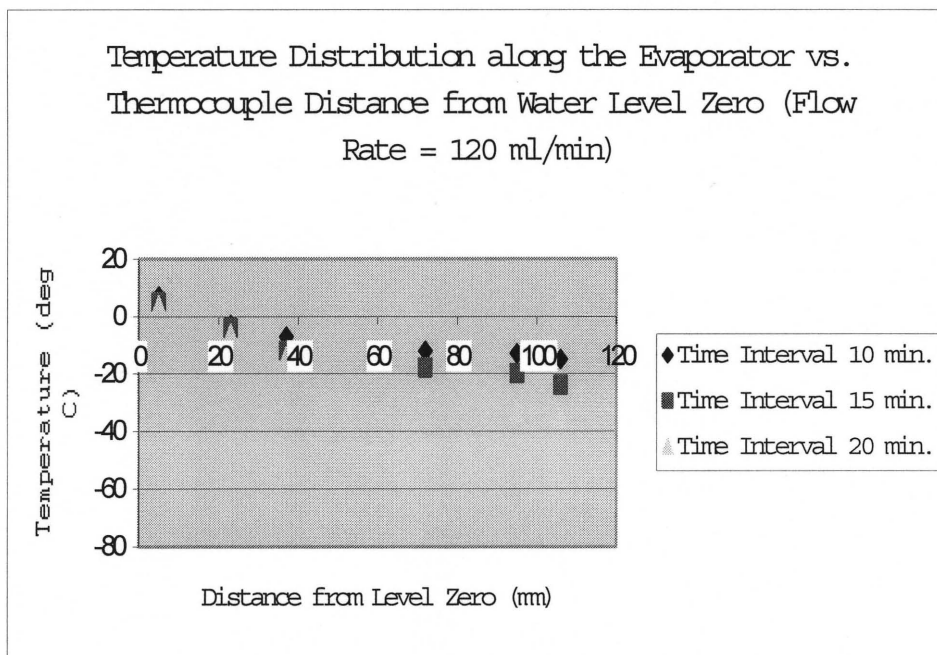 Temperature Distribution along the Evaporator vs.
Thermocouple Distance from Water Level Zero (Flow
Rate = 120 ml/min)
Temperature (deg
C)
20
0
-20
-40
-60
-80
0 20 40 60 80 100 120
Time Interval 10 min.
Time Interval 15 min.
Time Interval 20 min.
Distance from Level Zero (mm)